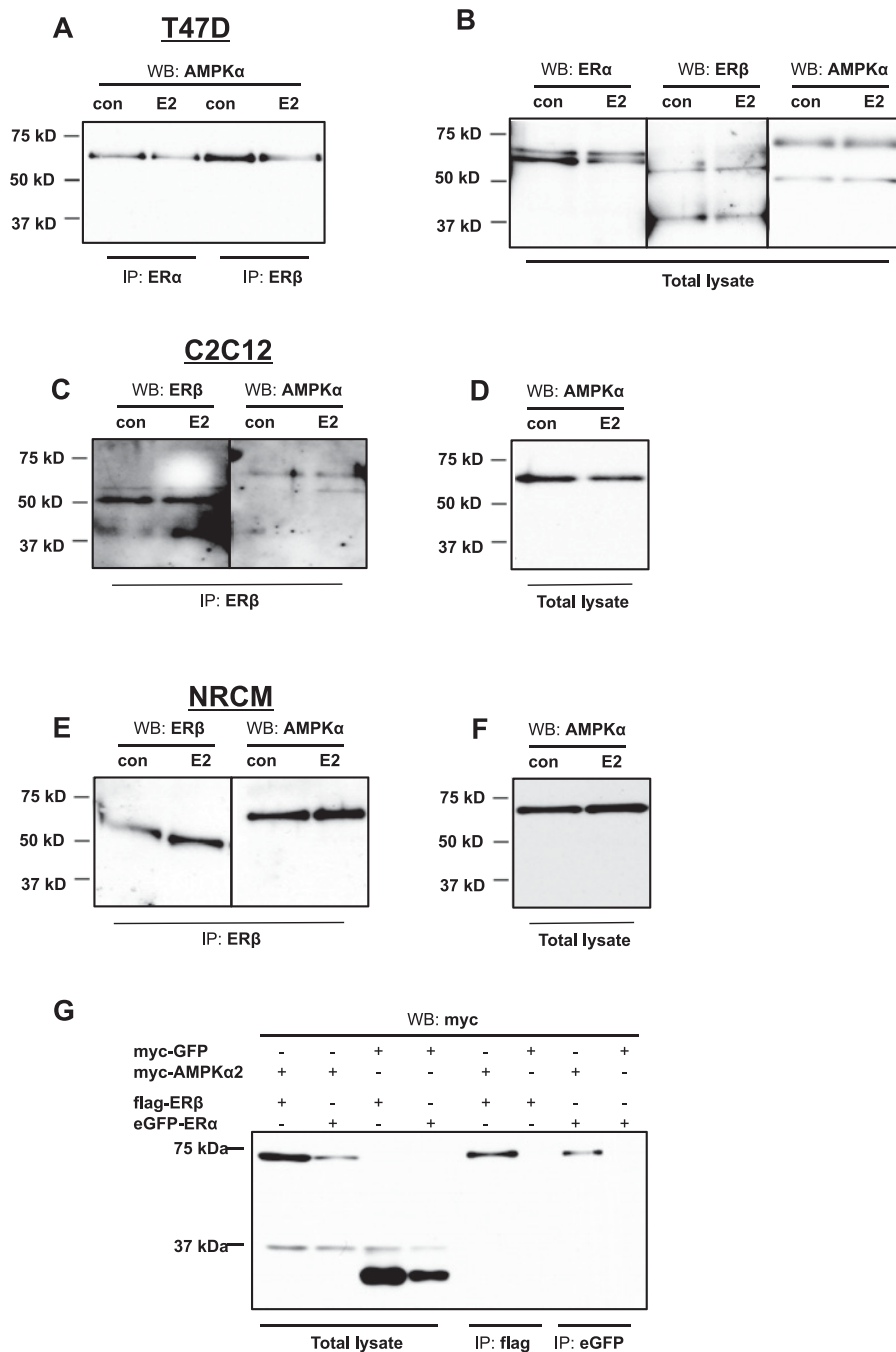 A
T47D
WB: AMPKα
con E2 con E2
75 kD
50 kD
37 kD
IP: ERα IP: ERβ
B
WB: ERα WB: ERβ WB: AMPKα
con E2 con E2 con E2
75 kD
50 kD
37 kD
Total lysate
C2C12
C
WB: ERβ WB: AMPKα
con E2 con E2
75 kD
50 kD
37 kD
IP: ERβ
D
WB: AMPKα
con E2
75 kD
50 kD
37 kD
Total lysate
NRCM
E
WB: ERβ WB: AMPKα
con E2 con E2
75 kD
50 kD
37 kD
IP: ERβ
F
WB: AMPKα
con E2
75 kD
50 kD
37 kD
Total lysate
G
WB: myc
myc-GFP - - + + - + - +
myc-AMPKα2 + + - - + - + -
flag-ERβ + - + - + + - -
eGFP-ERα - + - + - - + +
75 kDa
37 kDa
Total lysate IP: flag IP: eGFP